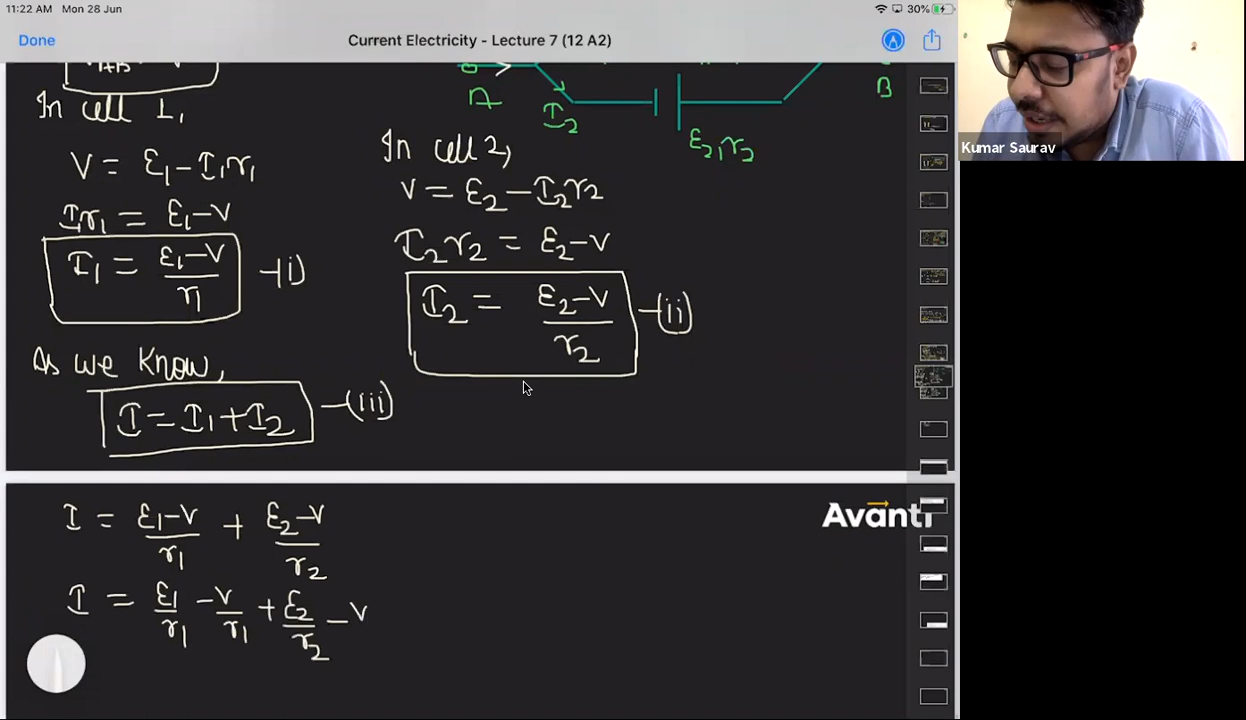 11:22 AM Mon 28 Jun
30%
Done
Current Electricity - Lecture 7 (12 A2)
Kumar Saurav
A
I₂
B
ε₂, r₂
In cell 1,
V = ε₁ - I₁r₁
I₁r₁ = ε₁ - V
I₁ = (ε₁ - V)/r₁ -(i)
As we know,
I = I₁ + I₂ -(iii)
In cell 2,
V = ε₂ - I₂r₂
I₂r₂ = ε₂ - V
I₂ = (ε₂ - V)/r₂ -(ii)
Avanti
I = (ε₁ - V)/r₁ + (ε₂ - V)/r₂
I = ε₁/r₁ - V/r₁ + ε₂/r₂ - V